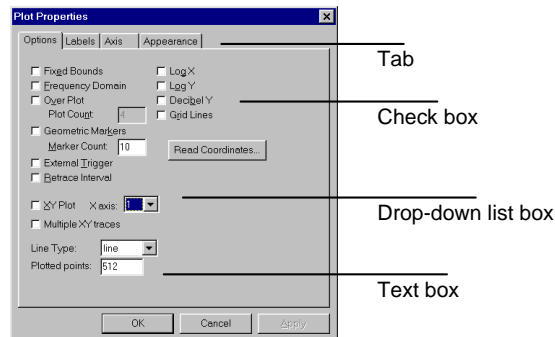 Plot Properties
Options Labels Axis Appearance
Tab
Fixed Bounds
Log X
Frequency Domain
Log Y
Over Plot
Decibel Y
Check box
Plot Count: 4
Grid Lines
Geometric Markers
Marker Count: 10
Read Coordinates...
External Trigger
Retrace Interval
XY Plot X axis: 1
Drop-down list box
Multiple XY traces
Line Type: line
Plotted points: 512
Text box
OK Cancel Apply